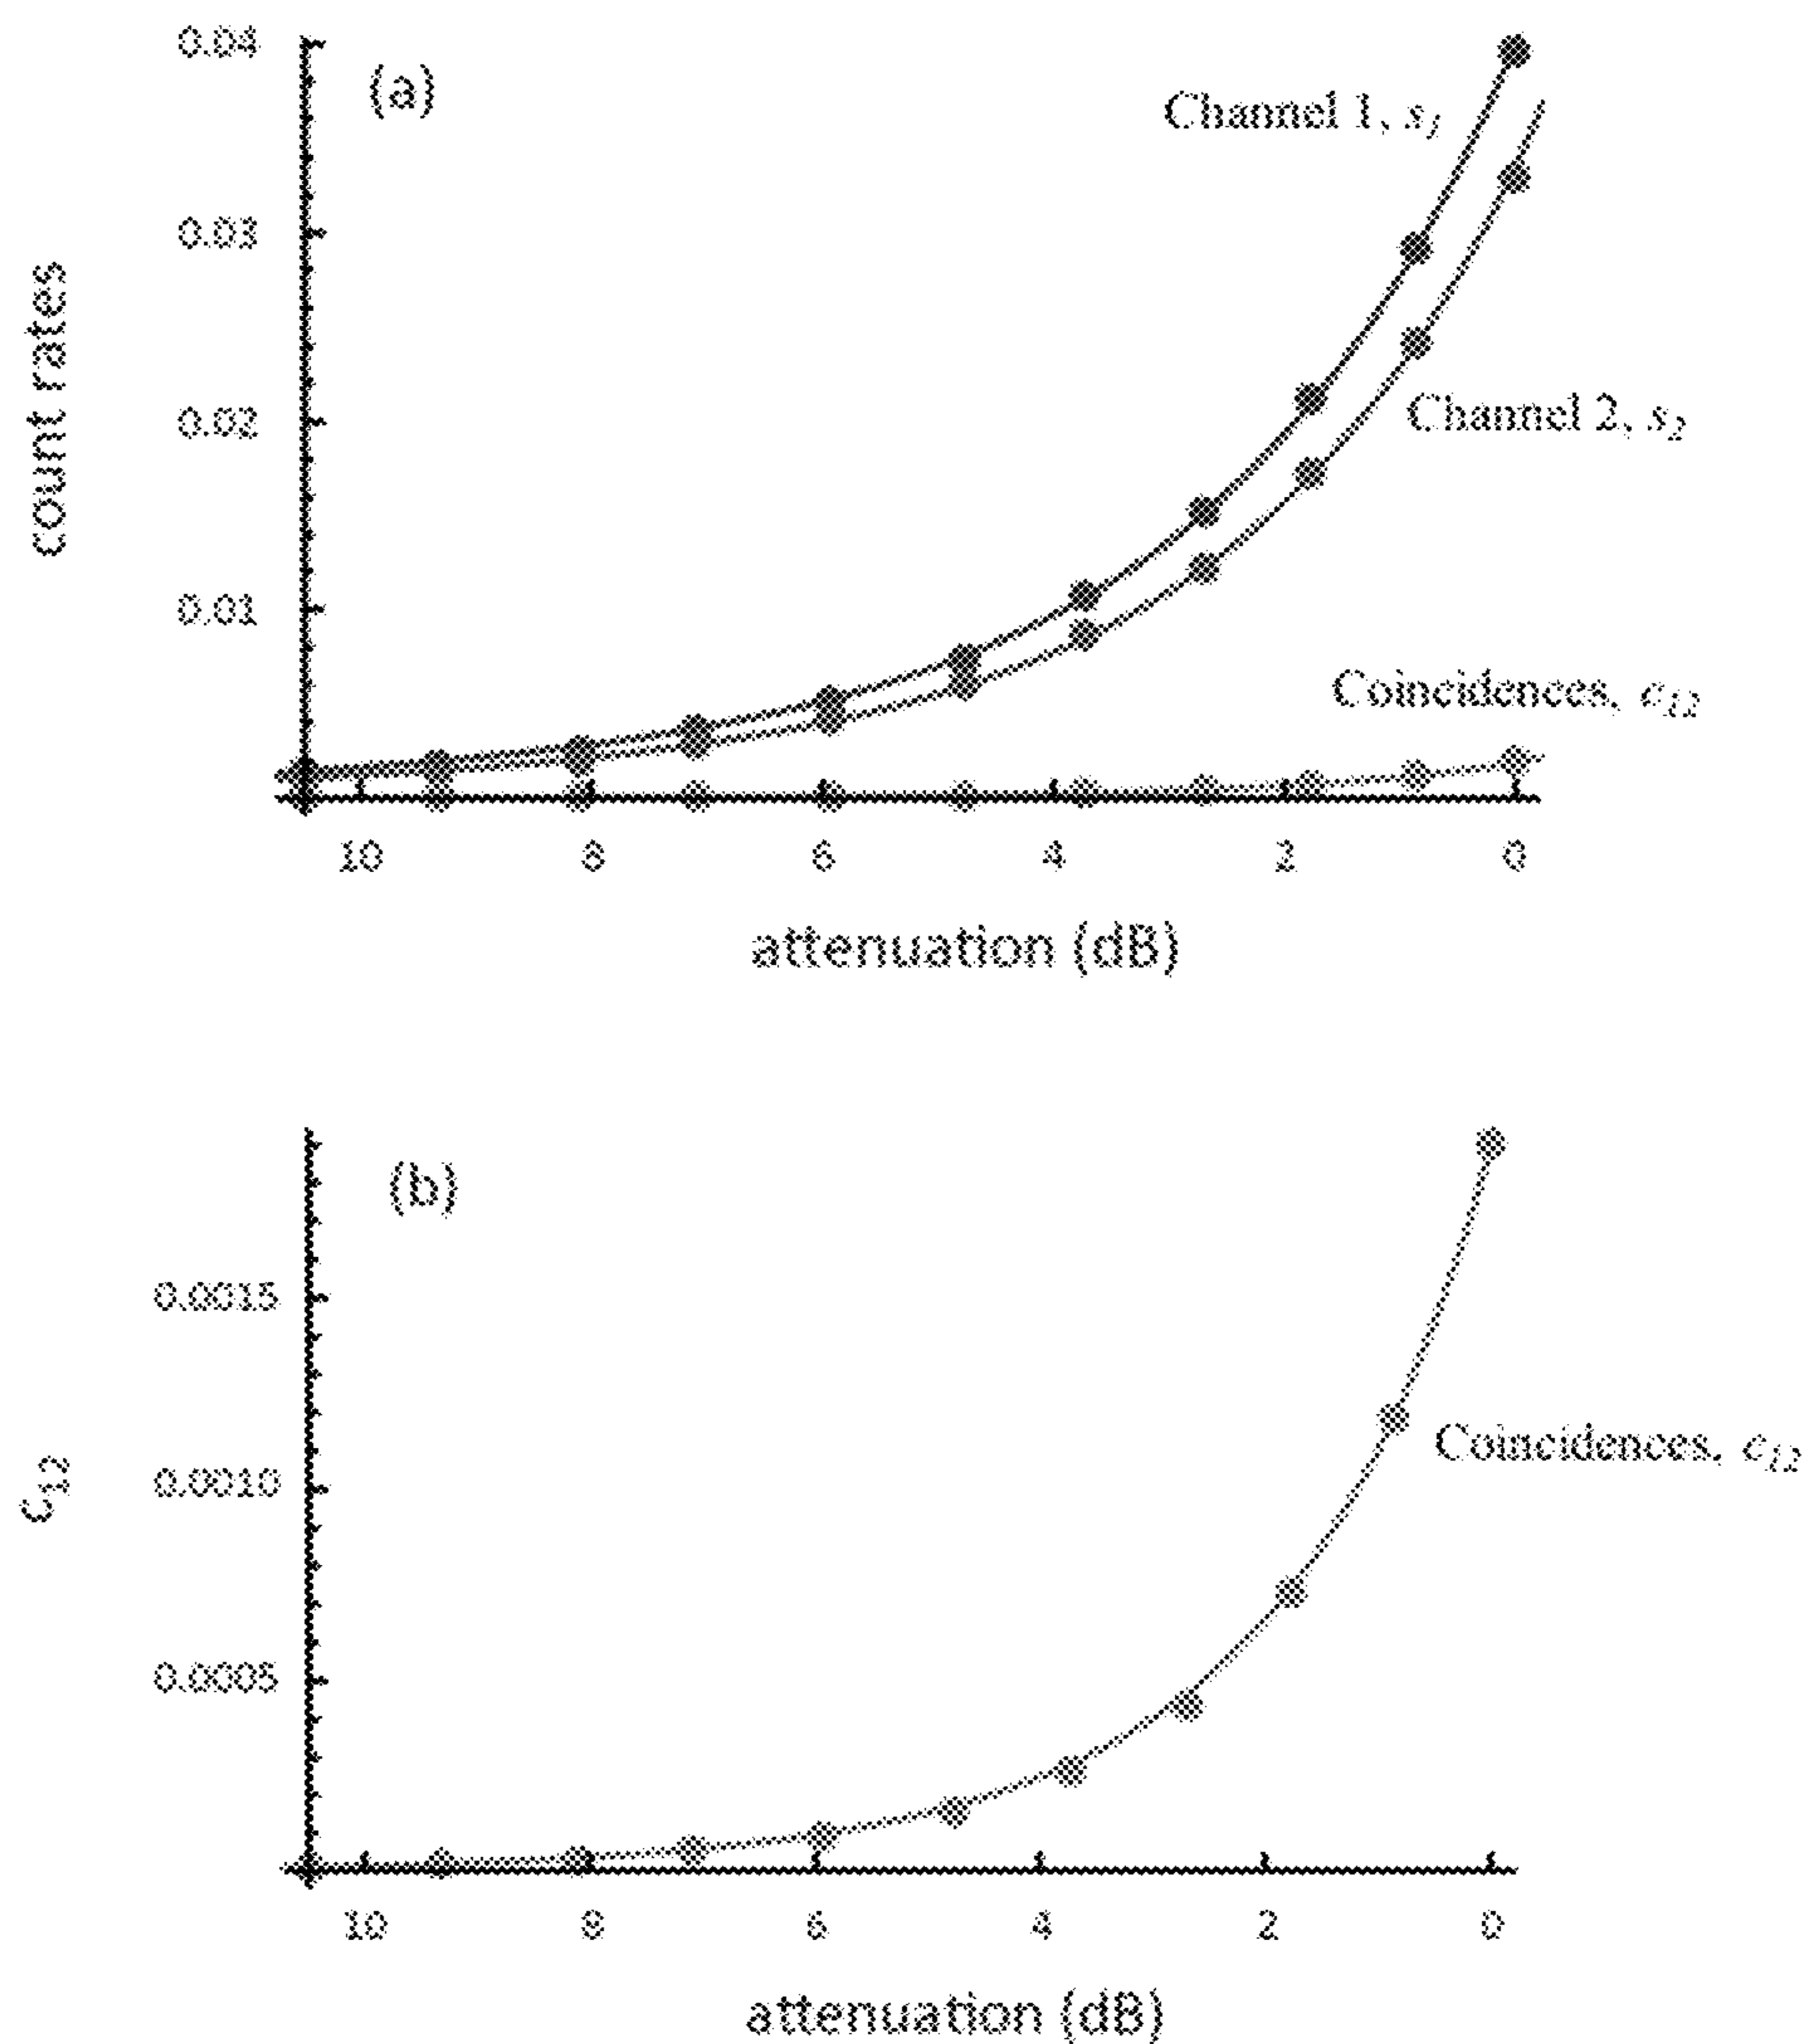 0.04
(a)
Channel 1, s1
0.03
count rates
0.02
Channel 2, s2
0.01
Coincidences, c12
10 8 6 4 2 0
attenuation (dB)
(b)
0.0015
Coincidences, c12
c12
0.0010
0.0005
10 8 6 4 2 0
attenuation (dB)